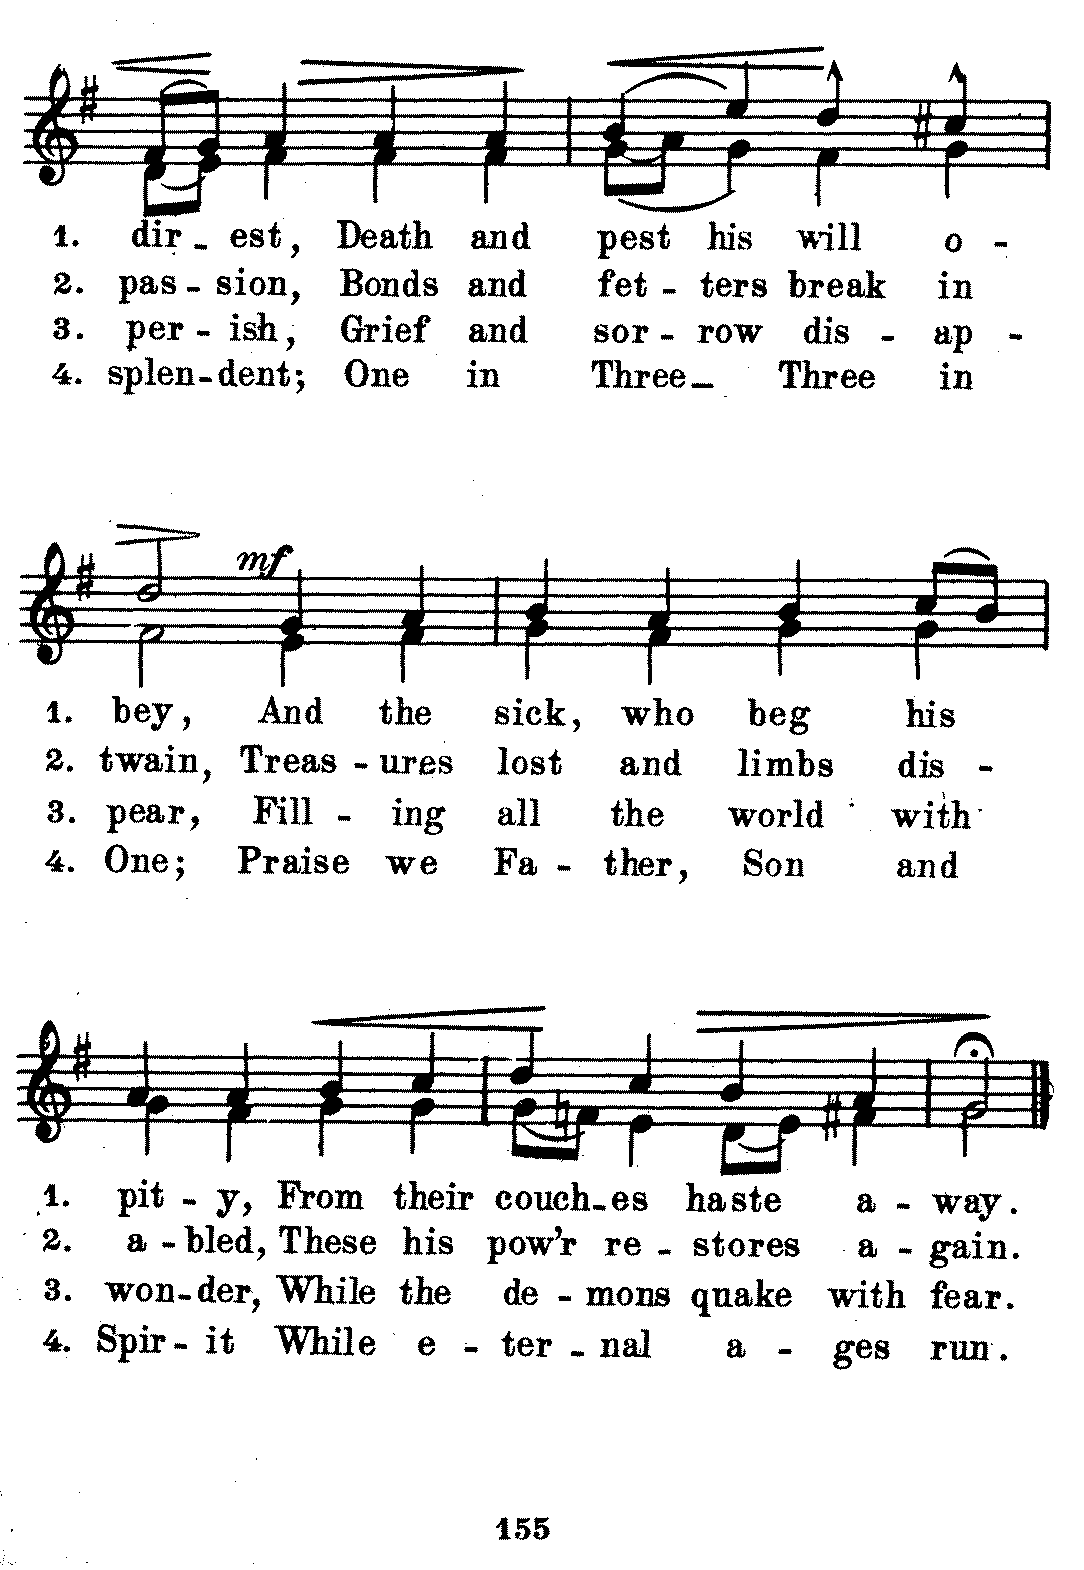 1. dir - est, Death and pest his will o -
2. pas - sion, Bonds and fet - ters break in
3. per - ish, Grief and sor - row dis - ap -
4. splen - dent; One in Three - Three in
mf
1. bey, And the sick, who beg his
2. twain, Treas - ures lost and limbs dis -
3. pear, Fill - ing all the world with
4. One; Praise we Fa - ther, Son and
1. pit - y, From their couch - es haste a - way.
2. a - bled, These his pow'r re - stores a - gain.
3. won - der, While the de - mons quake with fear.
4. Spir - it While e - ter - nal a - ges run.
155